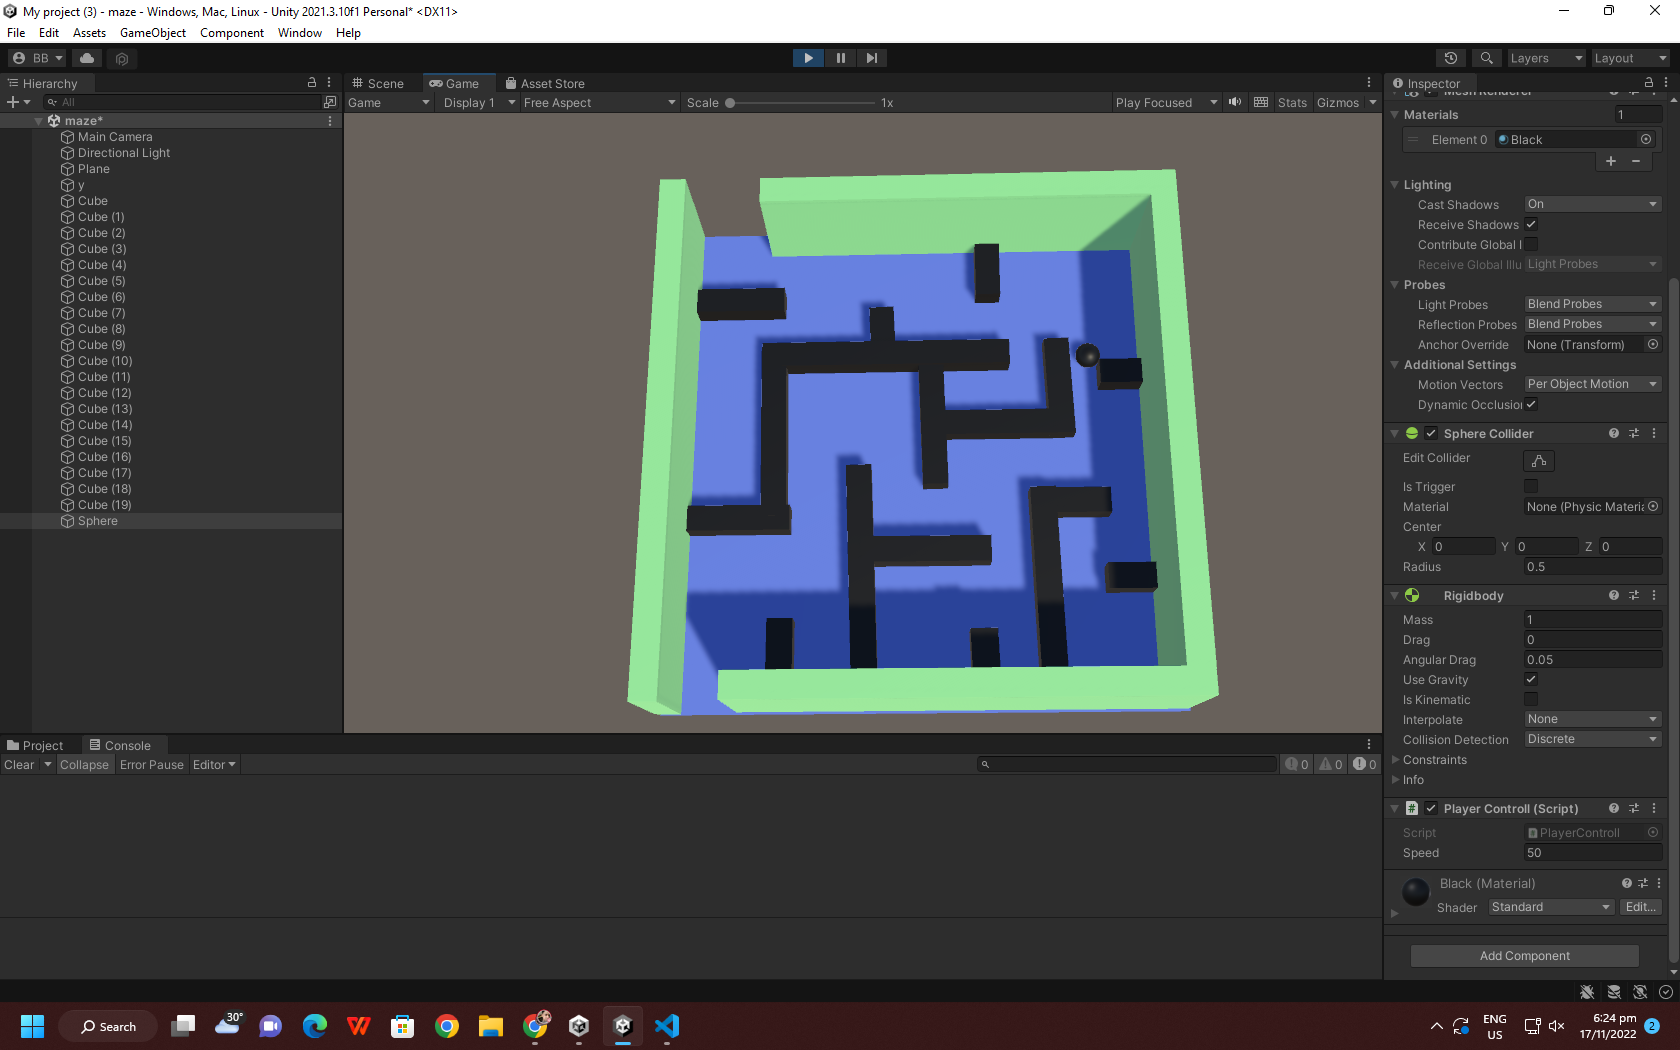 My project (3) - maze - Windows, Mac, Linux - Unity 2021.3.10f1 Personal* <DX11>
File Edit Assets GameObject Component Window Help
BB
Layers
Layout
Hierarchy
All
maze*
Main Camera
Directional Light
Plane
y
Cube
Cube (1)
Cube (2)
Cube (3)
Cube (4)
Cube (5)
Cube (6)
Cube (7)
Cube (8)
Cube (9)
Cube (10)
Cube (11)
Cube (12)
Cube (13)
Cube (14)
Cube (15)
Cube (16)
Cube (17)
Cube (18)
Cube (19)
Sphere
Scene Game Asset Store
Game Display 1 Free Aspect Scale 1x Play Focused Stats Gizmos
Project Console
Clear Collapse Error Pause Editor
0 0 0
Inspector
Mesh Renderer
Materials 1
Element 0 Black
Lighting
Cast Shadows On
Receive Shadows
Contribute Global I
Receive Global Illu Light Probes
Probes
Light Probes Blend Probes
Reflection Probes Blend Probes
Anchor Override None (Transform)
Additional Settings
Motion Vectors Per Object Motion
Dynamic Occlusion
Sphere Collider
Edit Collider
Is Trigger
Material None (Physic Materia
Center
X 0 Y 0 Z 0
Radius 0.5
Rigidbody
Mass 1
Drag 0
Angular Drag 0.05
Use Gravity
Is Kinematic
Interpolate None
Collision Detection Discrete
Constraints
Info
# Player Controll (Script)
Script PlayerControll
Speed 50
Black (Material)
Shader Standard Edit...
Add Component
Search
30°
W
ENG
US
6:24 pm
17/11/2022
2